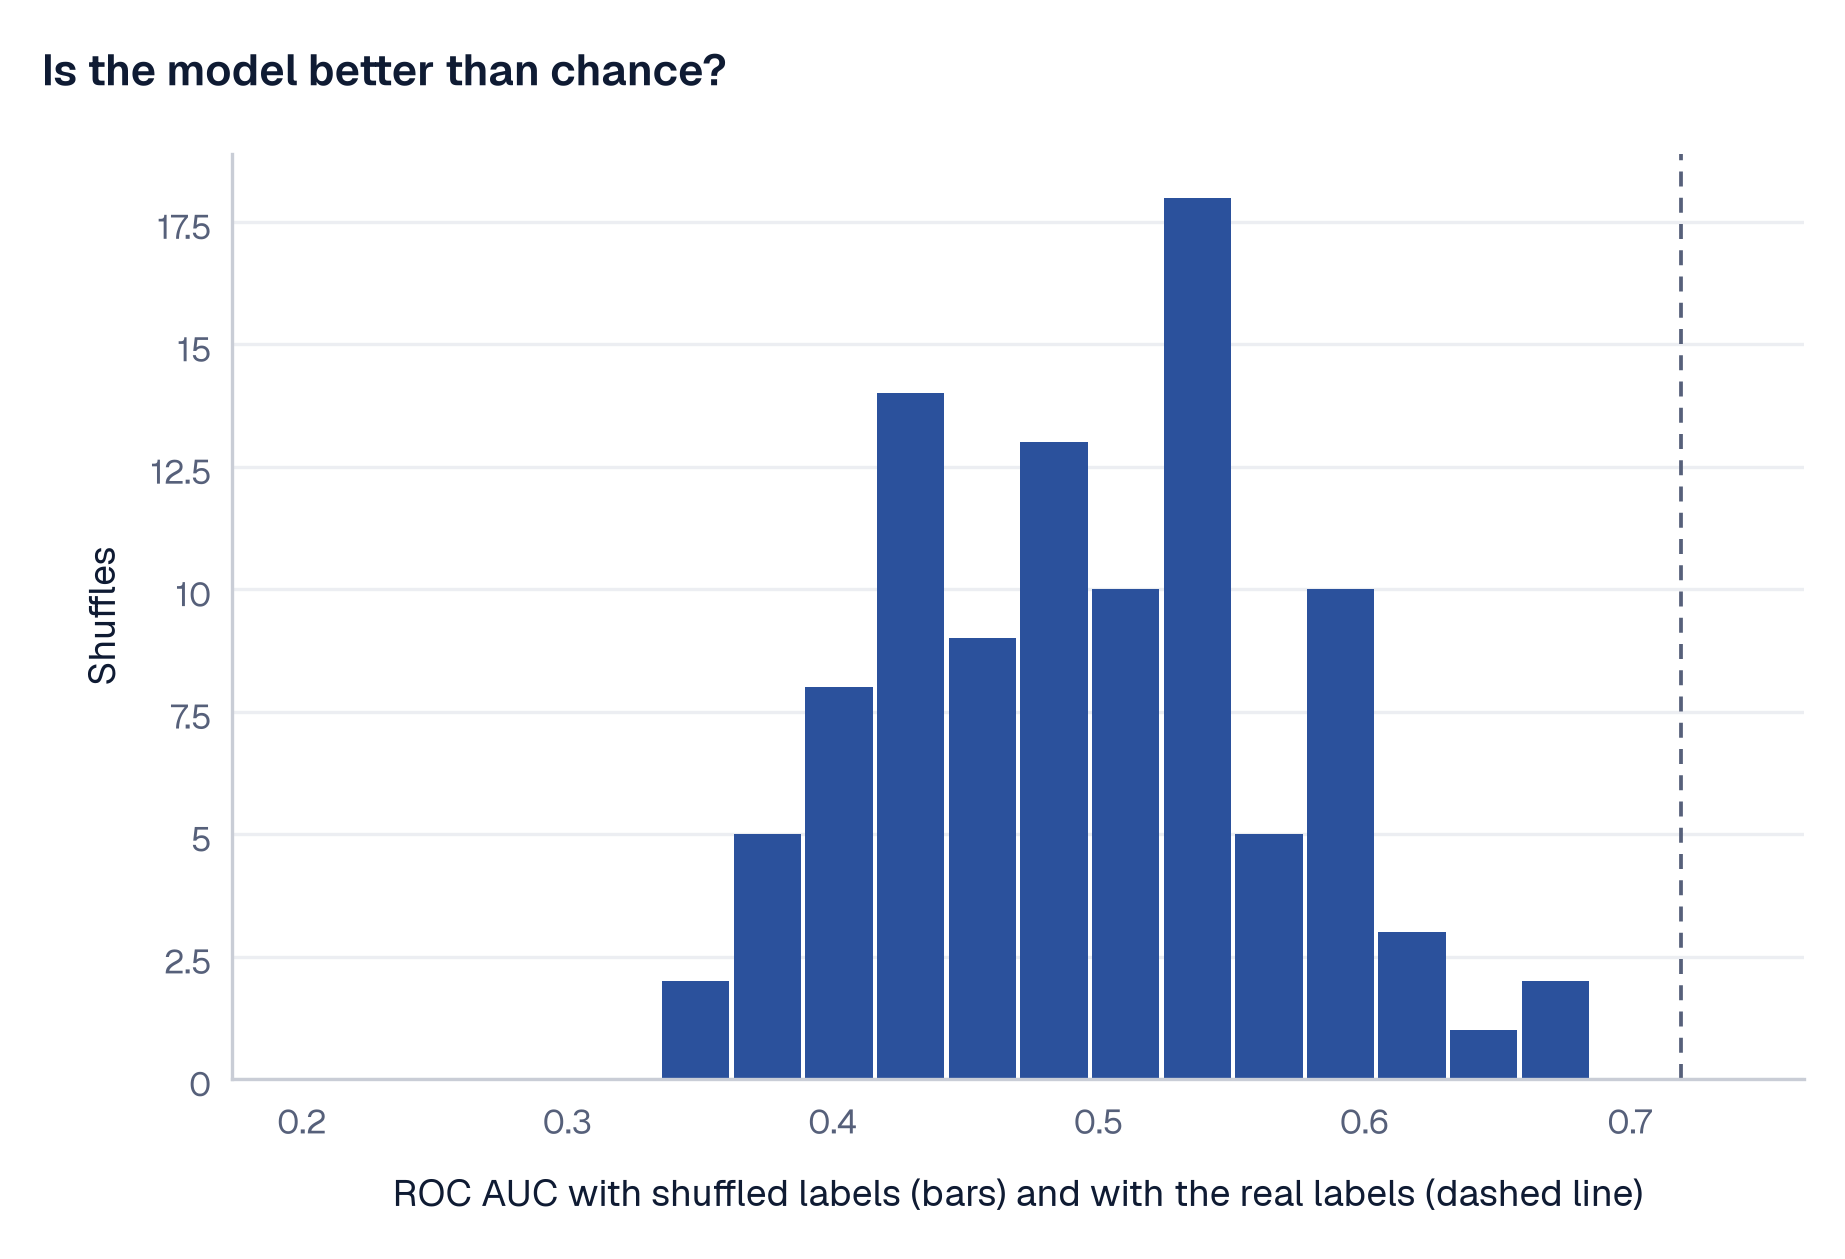 Is the model better than chance?
17.5
15
12.5
10
7.5
5
2.5
0
Shuffles
0.2 0.3 0.4 0.5 0.6 0.7
ROC AUC with shuffled labels (bars) and with the real labels (dashed line)